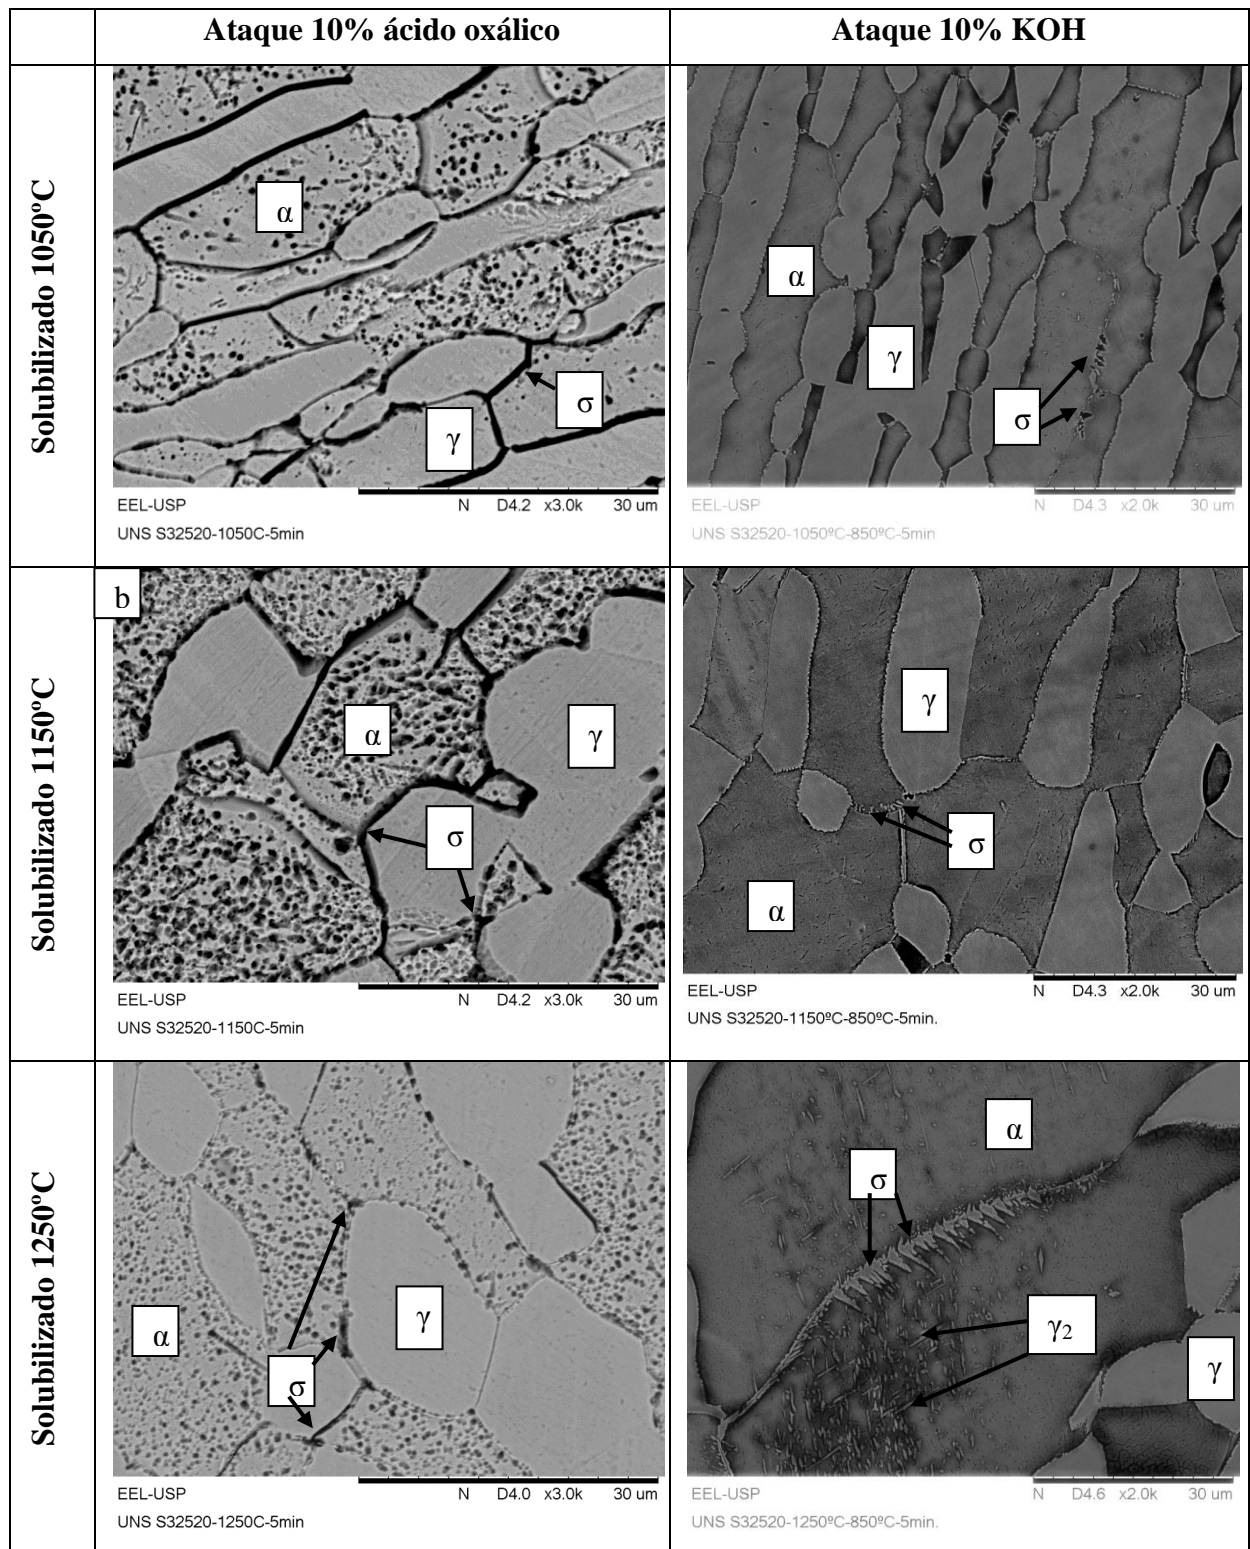 Ataque 10% ácido oxálico
Ataque 10% KOH
Solubilizado 1050ºC
α
σ
γ
EEL-USP
N D4.2 x3.0k 30 um
UNS S32520-1050C-5min
α
γ
σ
EEL-USP
N D4.3 x2.0k 30 um
UNS S32520-1050ºC-850ºC-5min
Solubilizado 1150ºC
b
α
γ
σ
EEL-USP
N D4.2 x3.0k 30 um
UNS S32520-1150C-5min
γ
σ
α
EEL-USP
N D4.3 x2.0k 30 um
UNS S32520-1150ºC-850ºC-5min.
Solubilizado 1250ºC
α
γ
σ
EEL-USP
N D4.0 x3.0k 30 um
UNS S32520-1250C-5min
α
σ
γ2
γ
EEL-USP
N D4.6 x2.0k 30 um
UNS S32520-1250ºC-850ºC-5min.